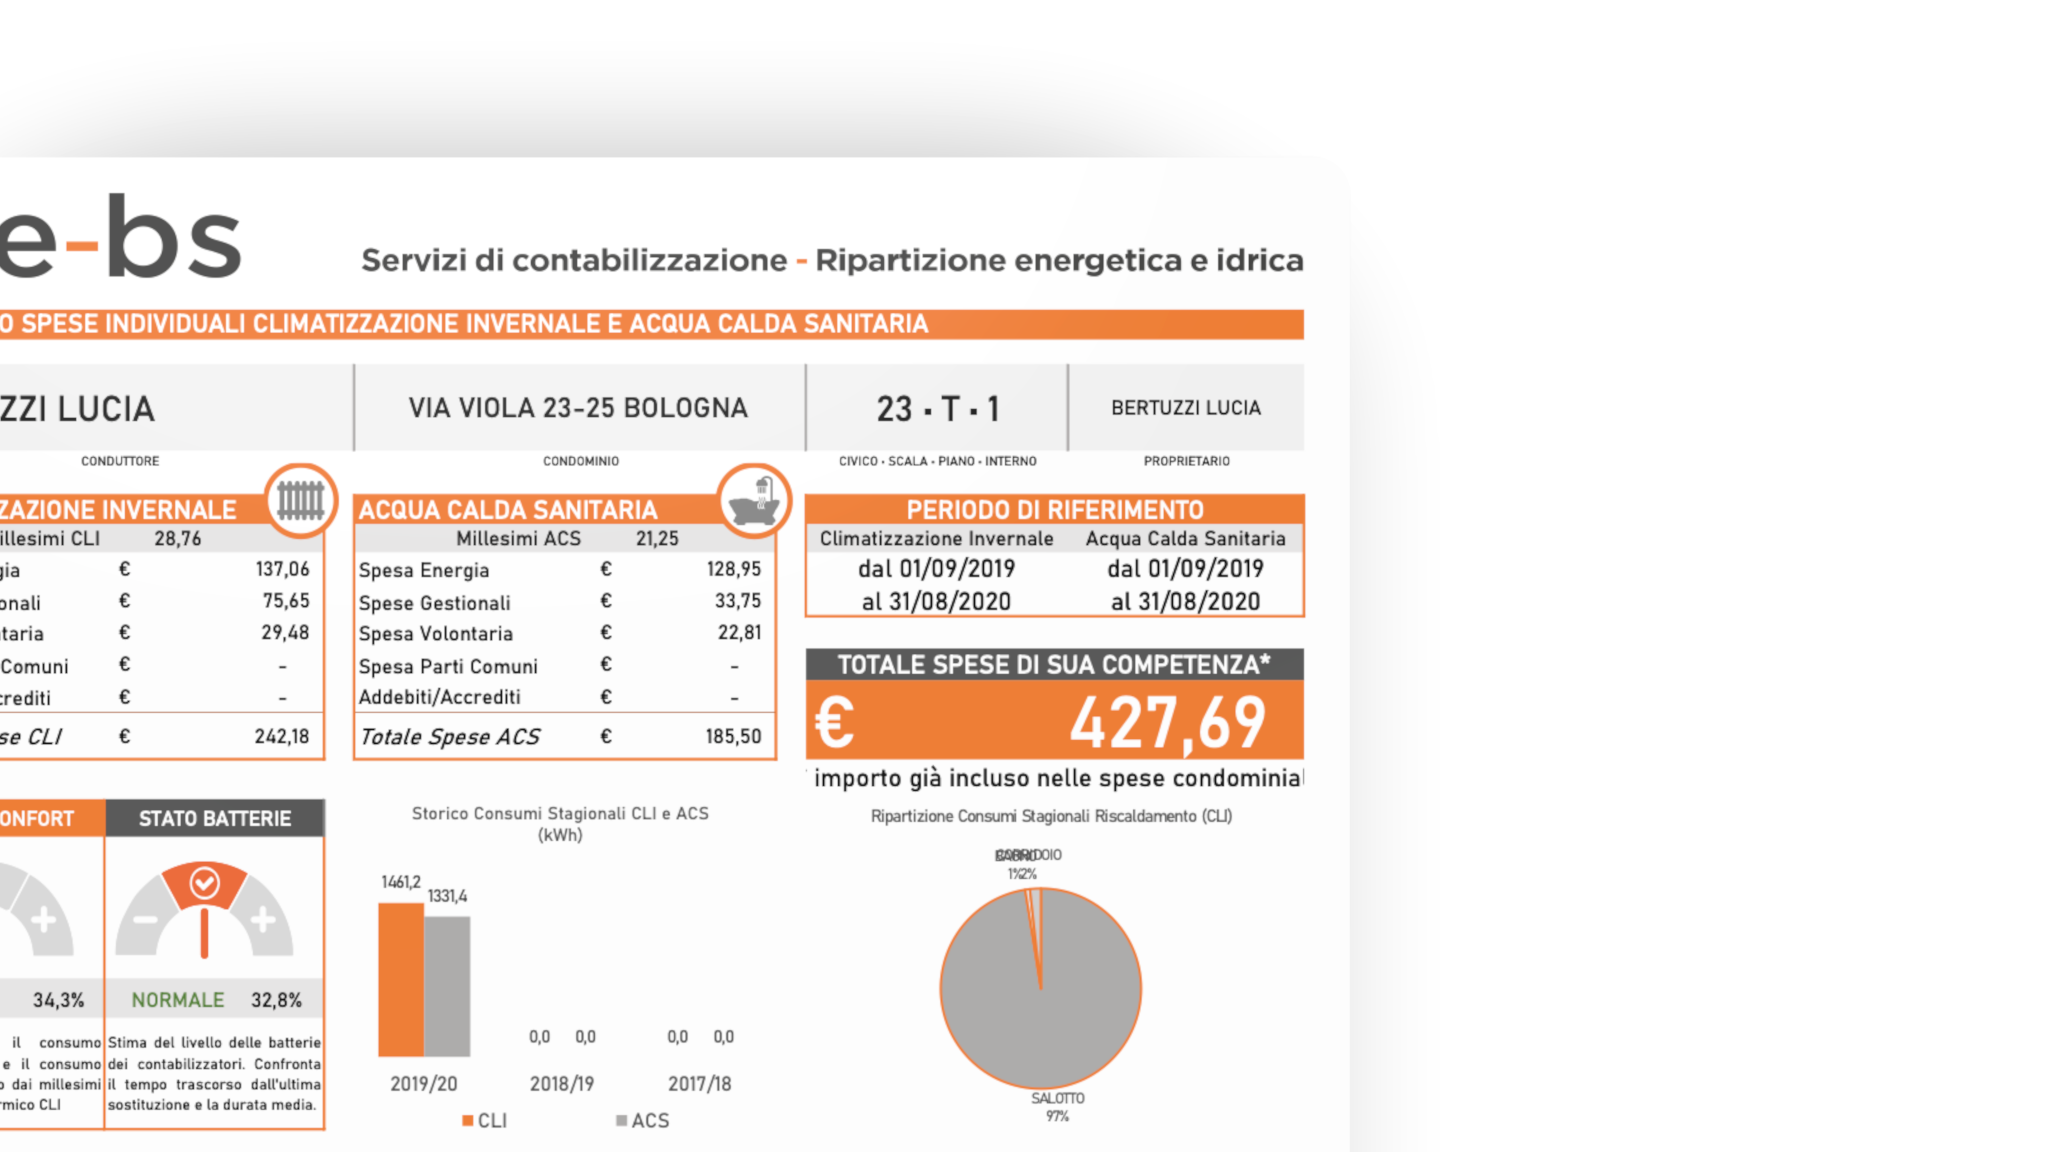 e-bs
Servizi di contabilizzazione - Ripartizione energetica e idrica
O SPESE INDIVIDUALI CLIMATIZZAZIONE INVERNALE E ACQUA CALDA SANITARIA
ZZI LUCIA
CONDUTTORE
VIA VIOLA 23-25 BOLOGNA
CONDOMINIO
23 · T · 1
CIVICO · SCALA · PIANO · INTERNO
BERTUZZI LUCIA
PROPRIETARIO
ZAZIONE INVERNALE
illesimi CLI 28,76
gia € 137,06
onali € 75,65
taria € 29,48
Comuni € -
crediti € -
se CLI € 242,18
ACQUA CALDA SANITARIA
Millesimi ACS 21,25
Spesa Energia € 128,95
Spese Gestionali € 33,75
Spesa Volontaria € 22,81
Spesa Parti Comuni € -
Addebiti/Accrediti € -
Totale Spese ACS € 185,50
PERIODO DI RIFERIMENTO
Climatizzazione Invernale Acqua Calda Sanitaria
dal 01/09/2019 dal 01/09/2019
al 31/08/2020 al 31/08/2020
TOTALE SPESE DI SUA COMPETENZA*
€ 427,69
importo già incluso nelle spese condominial
ONFORT
34,3%
il consumo
e il consumo
o dai millesimi
rmico CLI
STATO BATTERIE
NORMALE 32,8%
Stima del livello delle batterie
dei contabilizzatori. Confronta
il tempo trascorso dall'ultima
sostituzione e la durata media.
Storico Consumi Stagionali CLI e ACS
(kWh)
1461,2
1331,4
0,0 0,0 0,0 0,0
2019/20 2018/19 2017/18
CLI ACS
Ripartizione Consumi Stagionali Riscaldamento (CLI)
CORRIDOIO
1% 2%
SALOTTO
97%